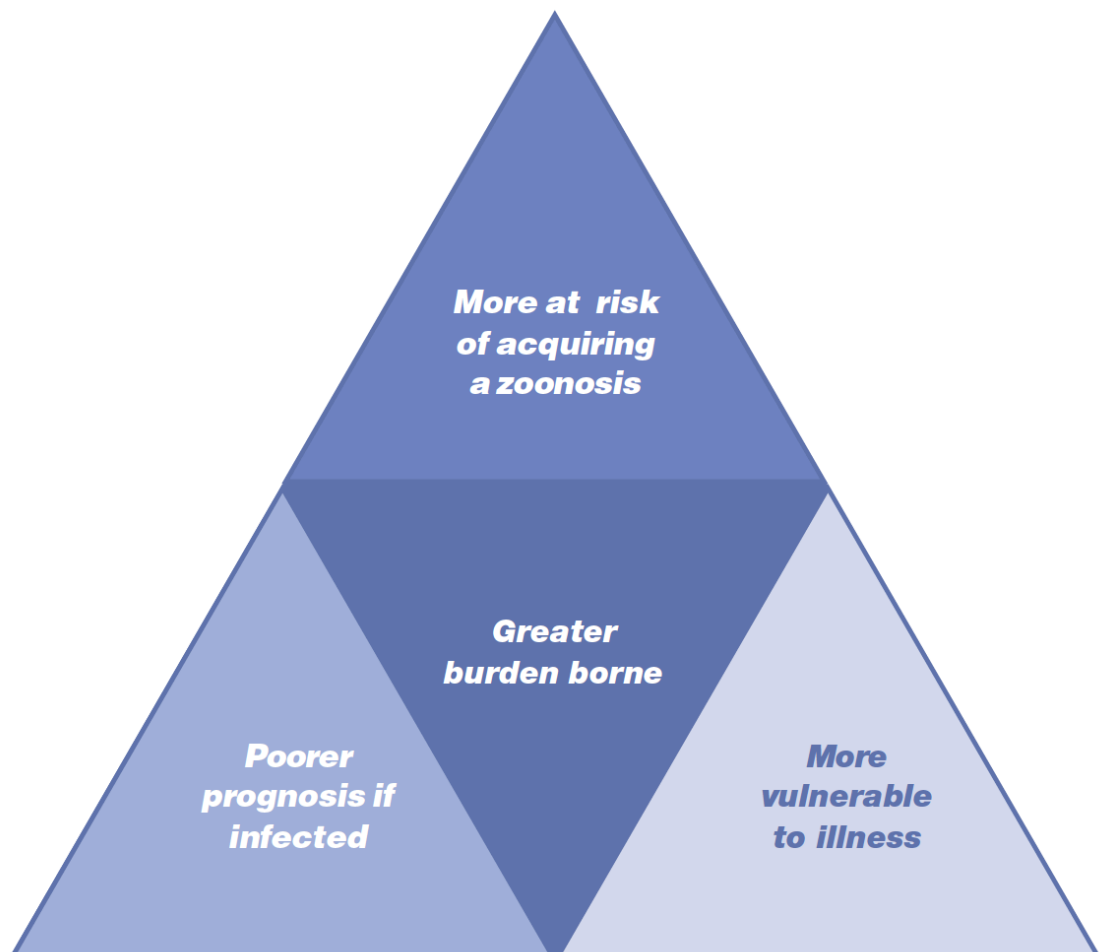 More at risk
of acquiring
a zoonosis
Greater
burden borne
Poorer
prognosis if
infected
More
vulnerable
to illness